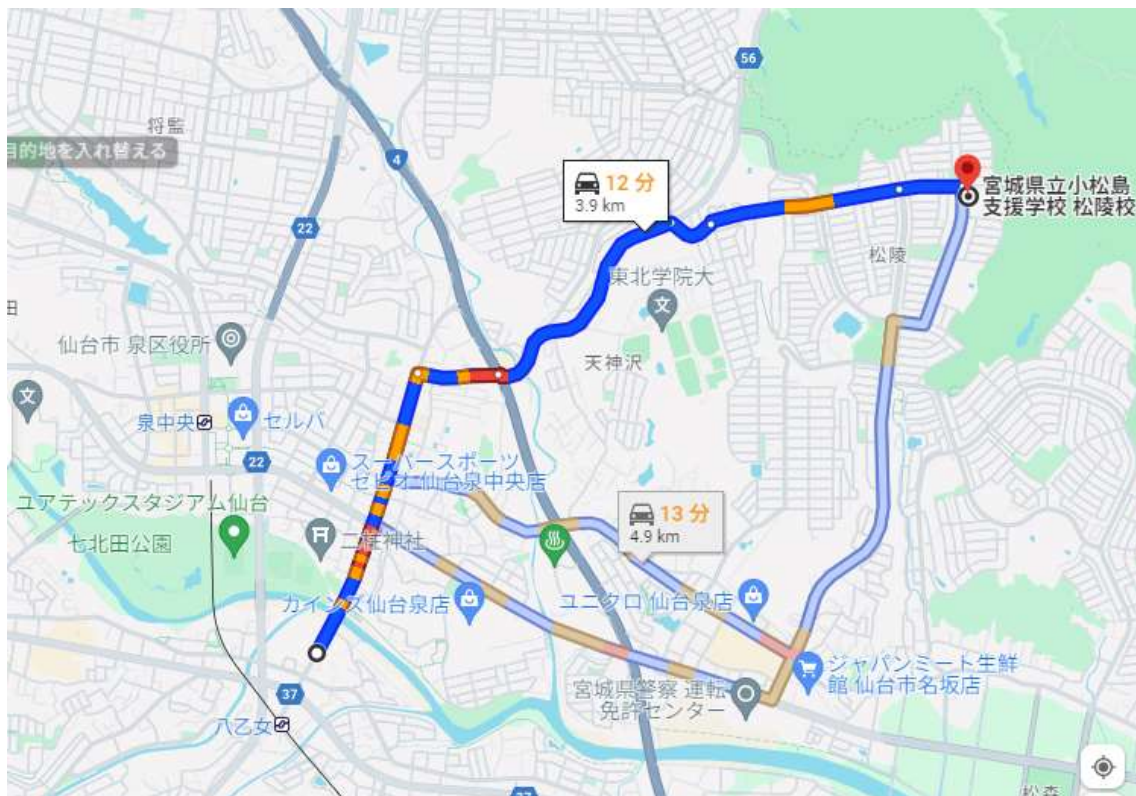 56
将監
目的地を入れ替える
4
12 分
3.9 km
宮城県立小松島
支援学校 松陵校
22
松陵
東北学院大
文
田
仙台市 泉区役所
天神沢
文
泉中央
セルバ
22
スーパースポーツ
ゼビオ 仙台泉中央店
ユアテックスタジアム仙台
13 分
4.9 km
七北田公園
二柱神社
カインズ仙台泉店
ユニクロ 仙台泉店
ジャパンミート生鮮
館 仙台市名坂店
宮城県警察 運転
免許センター
37
八乙女
37
松森